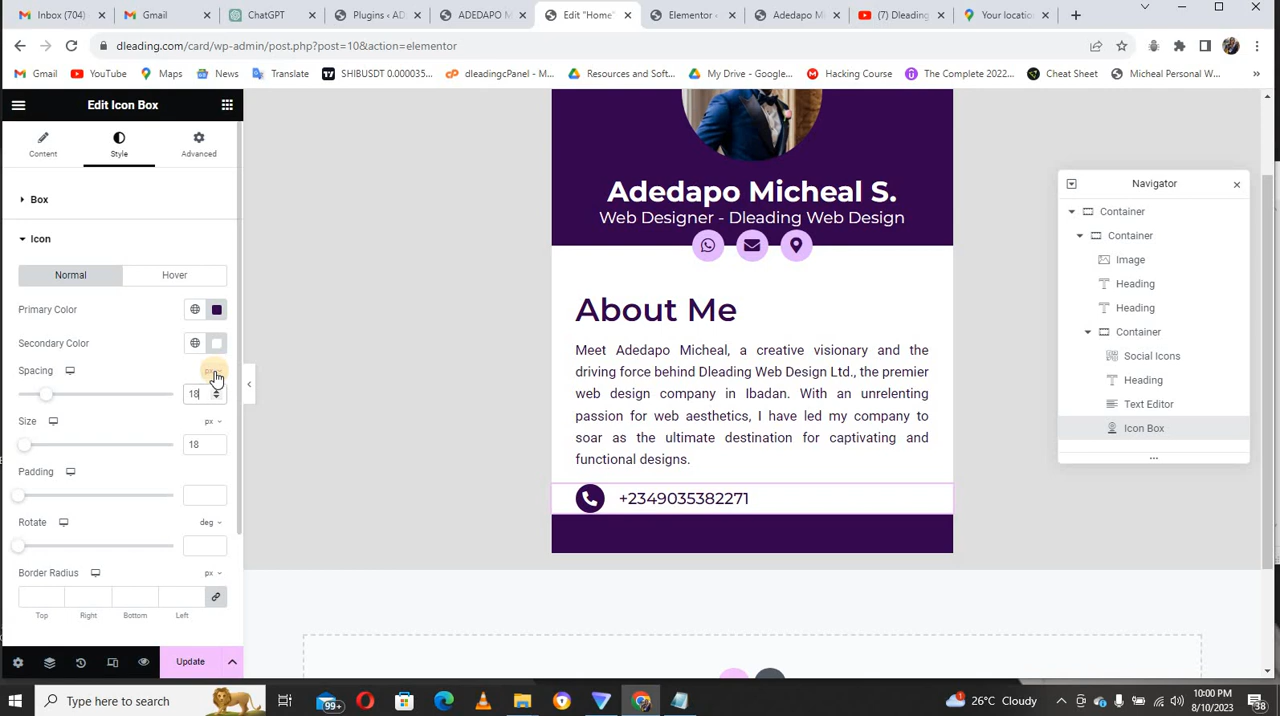 Inbox (704)
Gmail
ChatGPT
Plugins ‹ AD
ADEDAPO M
Edit "Home"
Elementor ‹
Adedapo Mi
(7) Dleading
Your locatio
dleading.com/card/wp-admin/post.php?post=10&action=elementor
Gmail
YouTube
Maps
News
Translate
SHIBUSDT 0.000035...
dleadingcPanel - M...
Resources and Soft...
My Drive - Google...
Hacking Course
The Complete 2022...
Cheat Sheet
Micheal Personal W...
»
Edit Icon Box
Content
Style
Advanced
Box
Icon
Normal
Hover
Primary Color
Secondary Color
Spacing
18
Size
px
18
Padding
Rotate
deg
Border Radius
px
Top
Right
Bottom
Left
Update
Adedapo Micheal S.
Web Designer - Dleading Web Design
About Me
Meet Adedapo Micheal, a creative visionary and the
driving force behind Dleading Web Design Ltd., the premier
web design company in Ibadan. With an unrelenting
passion for web aesthetics, I have led my company to
soar as the ultimate destination for captivating and
functional designs.
+2349035382271
Navigator
Container
Container
Image
Heading
Heading
Container
Social Icons
Heading
Text Editor
Icon Box
Type here to search
99+
26°C Cloudy
10:00 PM
8/10/2023
38